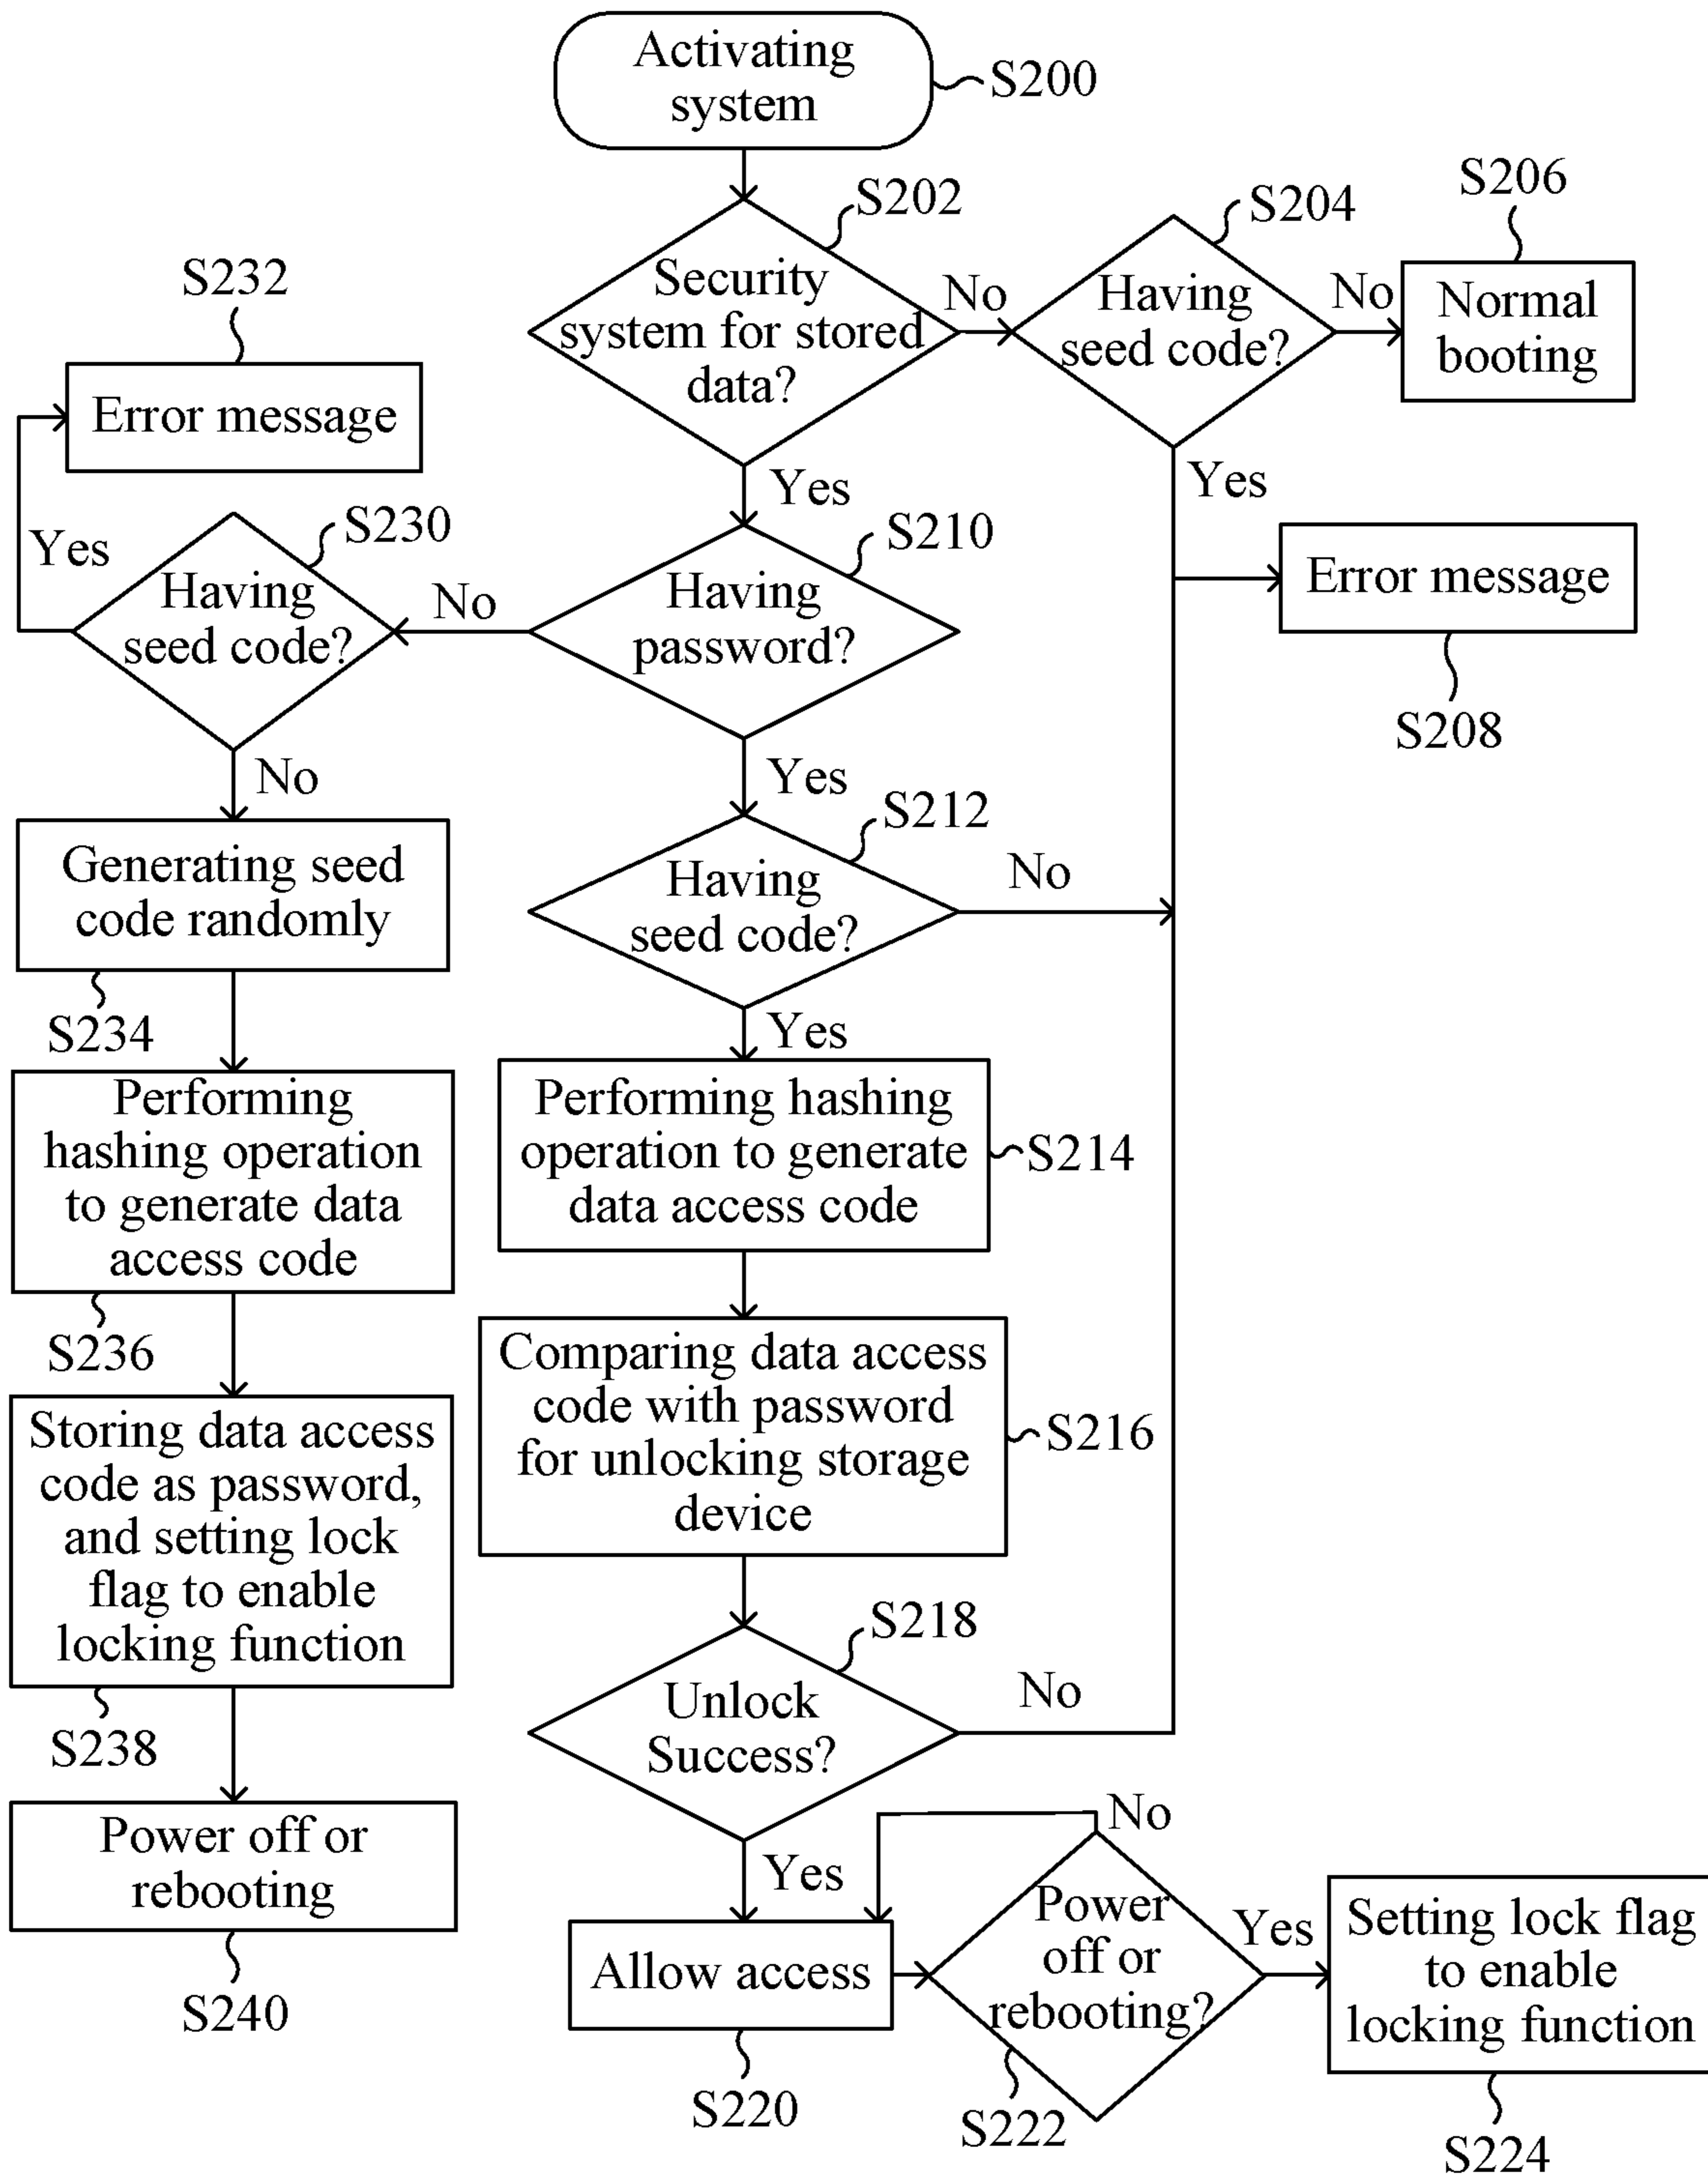 Activating
system
S200
S202
Security
system for stored
data?
No
S204
Having
seed code?
No
S206
Normal
booting
Yes
Error message
S208
S232
Error message
Yes
S230
Having
seed code?
No
Yes
S210
Having
password?
No
Yes
S212
Having
seed code?
No
Yes
Generating seed
code randomly
S234
Performing
hashing operation
to generate data
access code
S236
Storing data access
code as password,
and setting lock
flag to enable
locking function
S238
Power off or
rebooting
S240
Performing hashing
operation to generate
data access code
S214
Comparing data access
code with password
for unlocking storage
device
S216
S218
Unlock
Success?
No
Yes
Allow access
S220
No
Power
off or
rebooting?
S222
Yes
Setting lock flag
to enable
locking function
S224